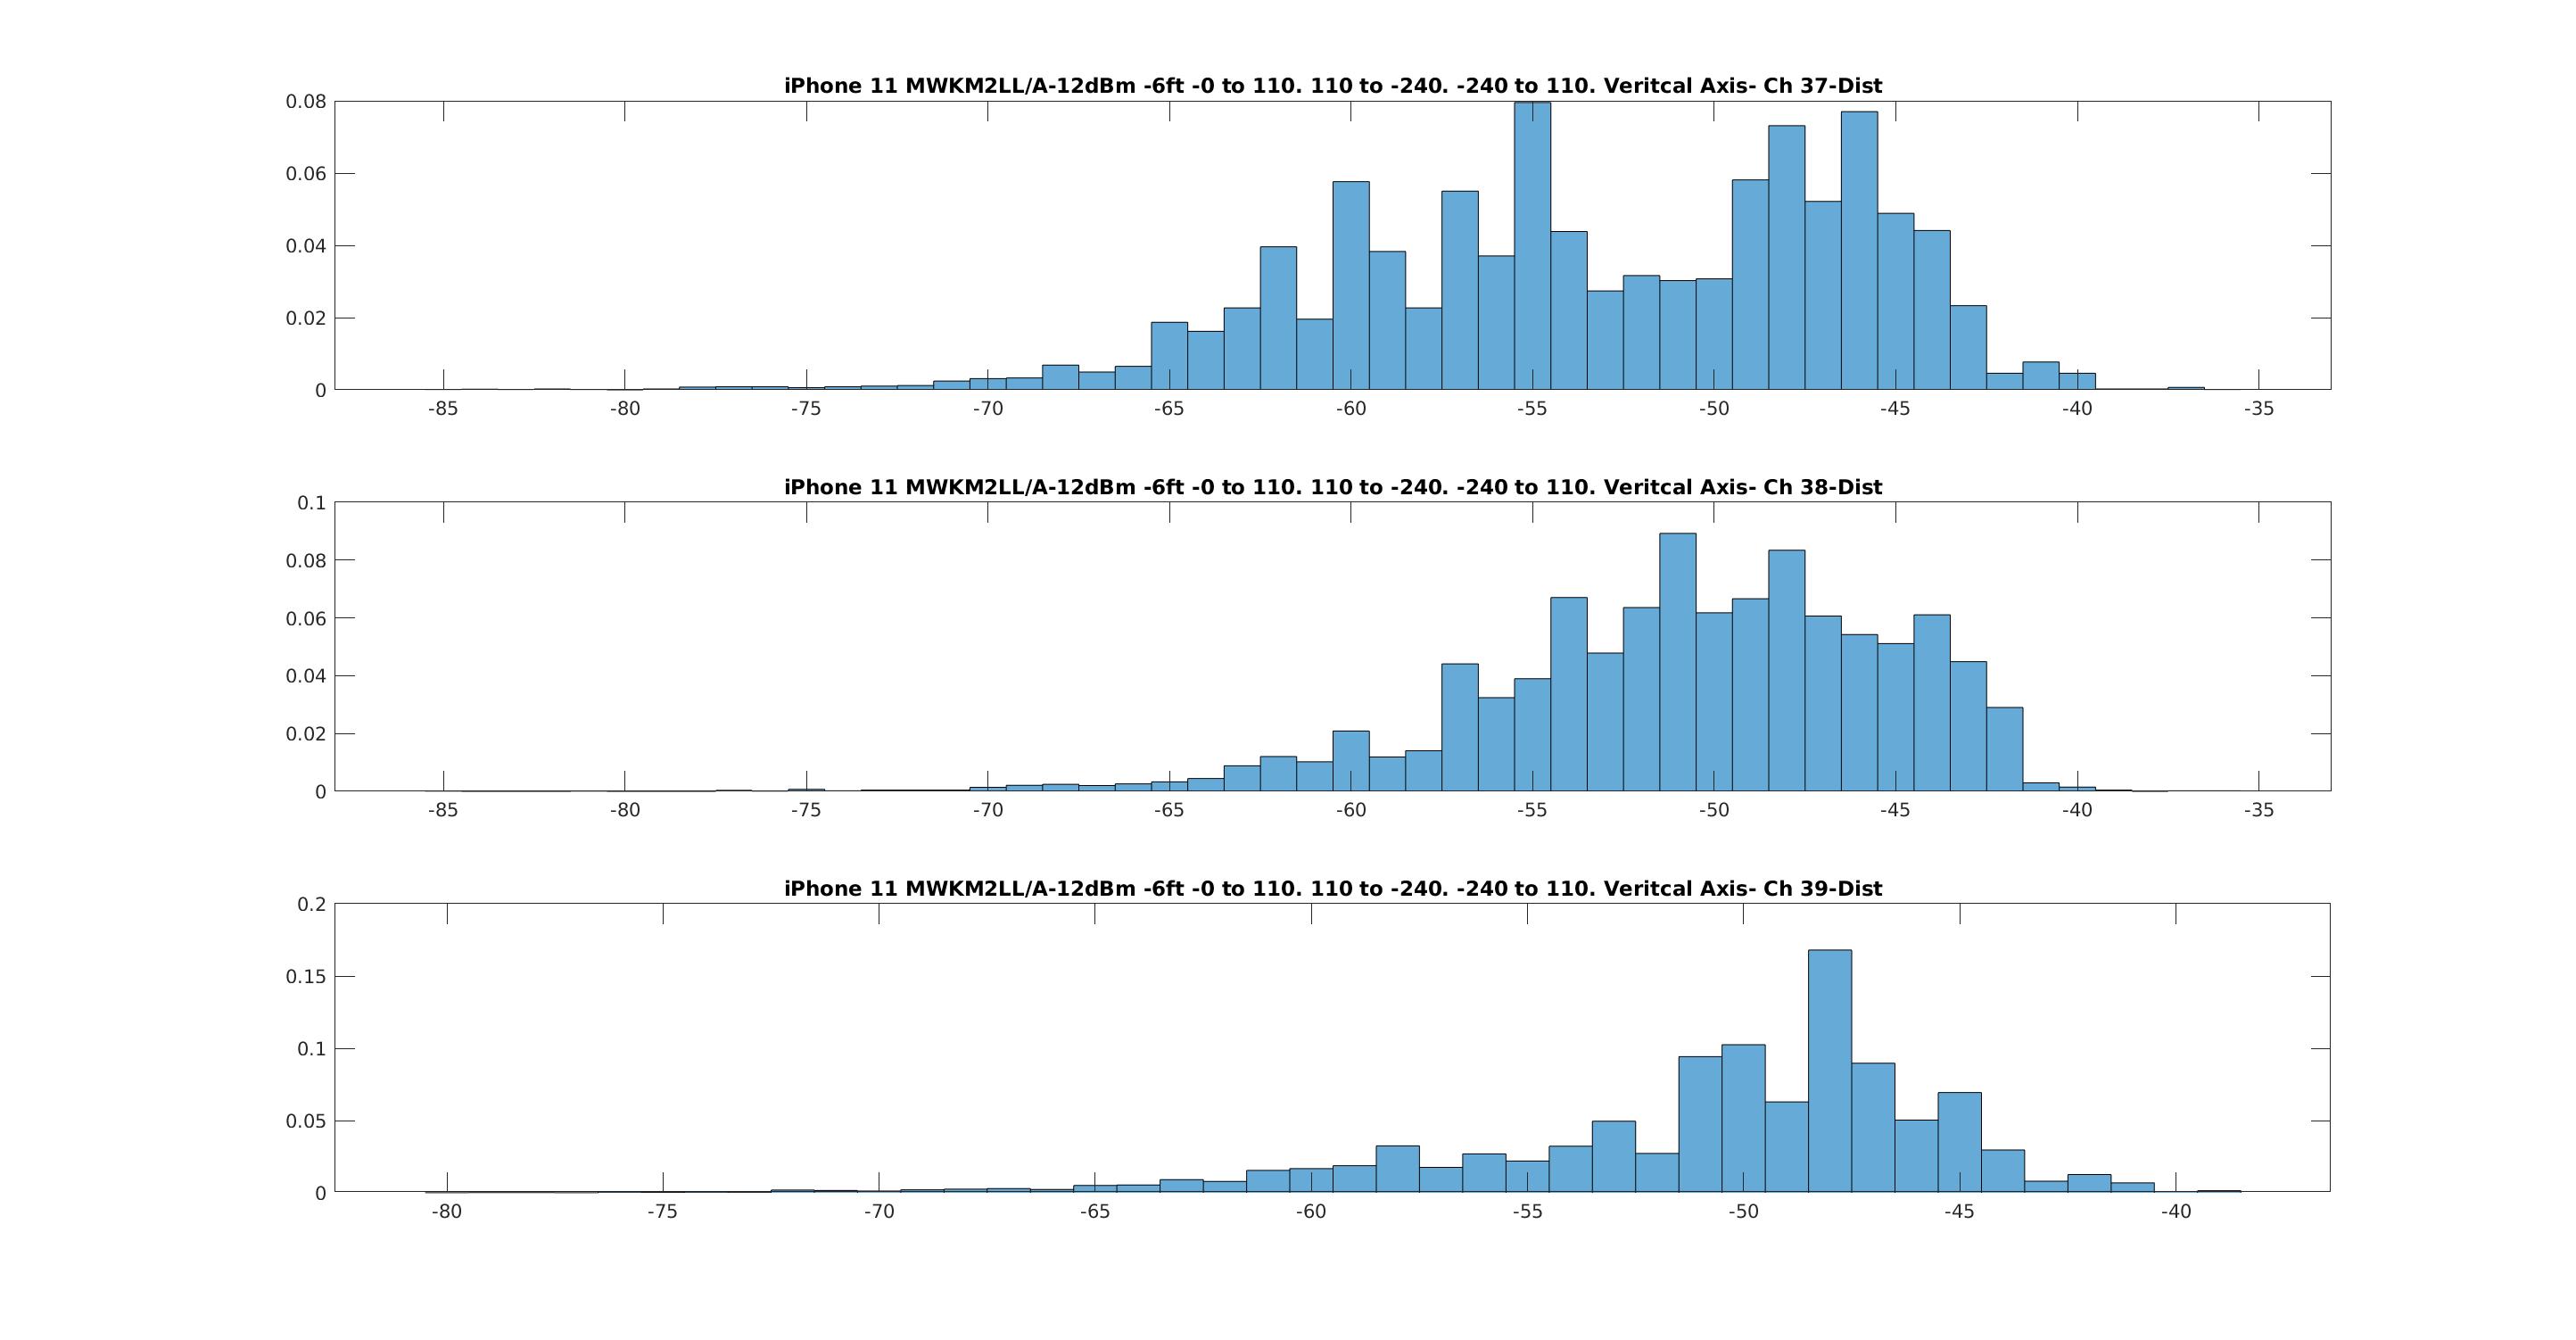 iPhone 11 MWKM2LL/A-12dBm -6ft -0 to 110. 110 to -240. -240 to 110. Veritcal Axis- Ch 37-Dist
0.08
0.06
0.04
0.02
0
-85 -80 -75 -70 -65 -60 -55 -50 -45 -40 -35
iPhone 11 MWKM2LL/A-12dBm -6ft -0 to 110. 110 to -240. -240 to 110. Veritcal Axis- Ch 38-Dist
0.1
0.08
0.06
0.04
0.02
0
-85 -80 -75 -70 -65 -60 -55 -50 -45 -40 -35
iPhone 11 MWKM2LL/A-12dBm -6ft -0 to 110. 110 to -240. -240 to 110. Veritcal Axis- Ch 39-Dist
0.2
0.15
0.1
0.05
0
-80 -75 -70 -65 -60 -55 -50 -45 -40